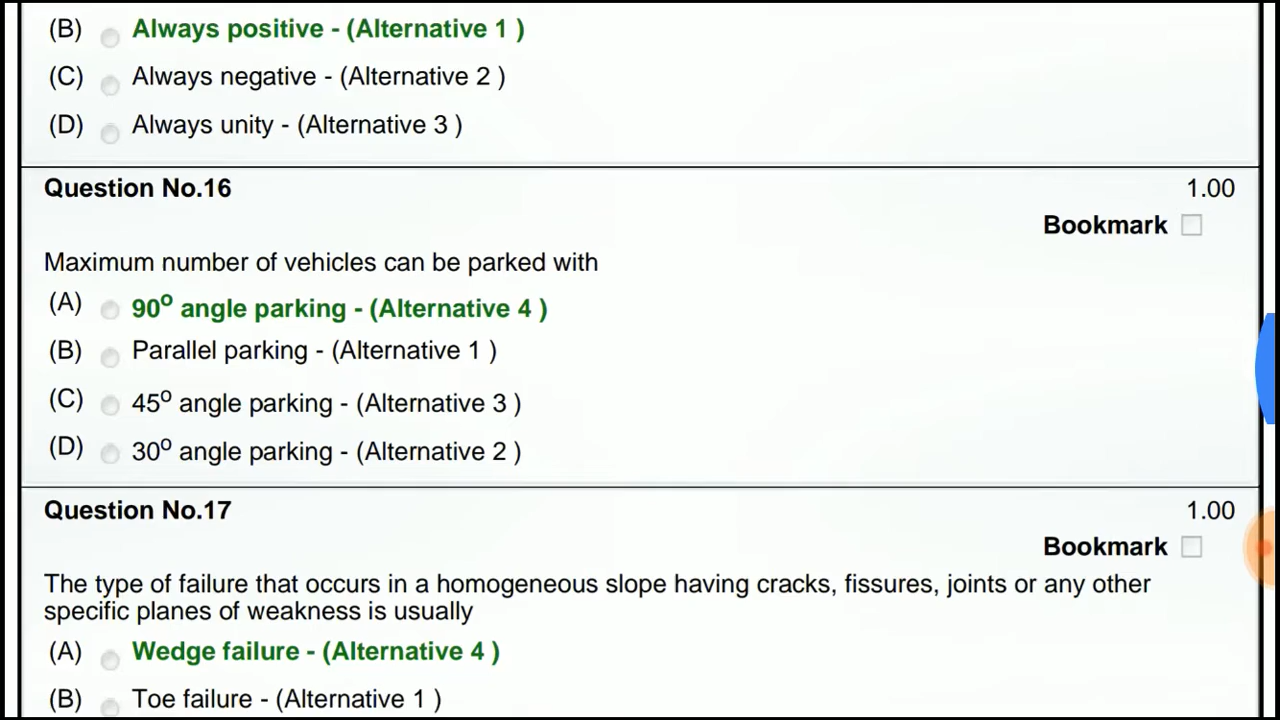 (B) Always positive - (Alternative 1 )
(C) Always negative - (Alternative 2 )
(D) Always unity - (Alternative 3 )
Question No.16 1.00
Bookmark
Maximum number of vehicles can be parked with
(A) 90o angle parking - (Alternative 4 )
(B) Parallel parking - (Alternative 1 )
(C) 45o angle parking - (Alternative 3 )
(D) 30o angle parking - (Alternative 2 )
Question No.17 1.00
Bookmark
The type of failure that occurs in a homogeneous slope having cracks, fissures, joints or any other
specific planes of weakness is usually
(A) Wedge failure - (Alternative 4 )
(B) Toe failure - (Alternative 1 )